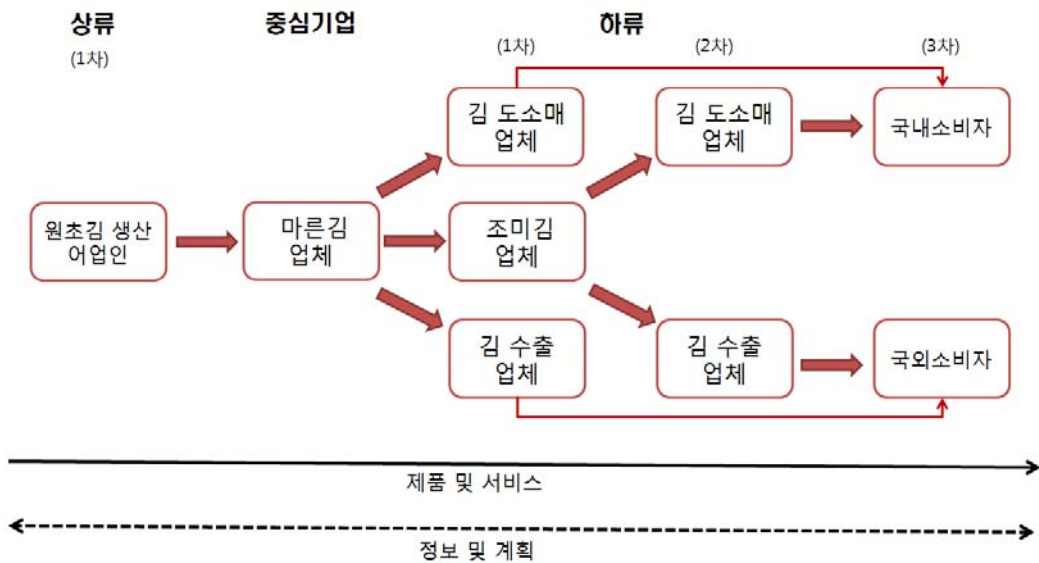 상류
중심기업
하류
(1차)
(1차)
(2차)
(3차)
김 도소매
업체
김 도소매
업체
국내소비자
원초김 생산
어업인
마른김
업체
조미김
업체
김 수출
업체
김 수출
업체
국외소비자
제품 및 서비스
정보 및 계획